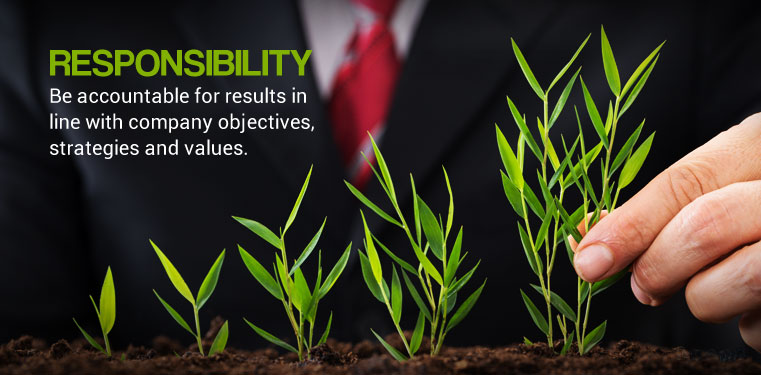 RESPONSIBILITY
Be accountable for results in
line with company objectives,
strategies and values.